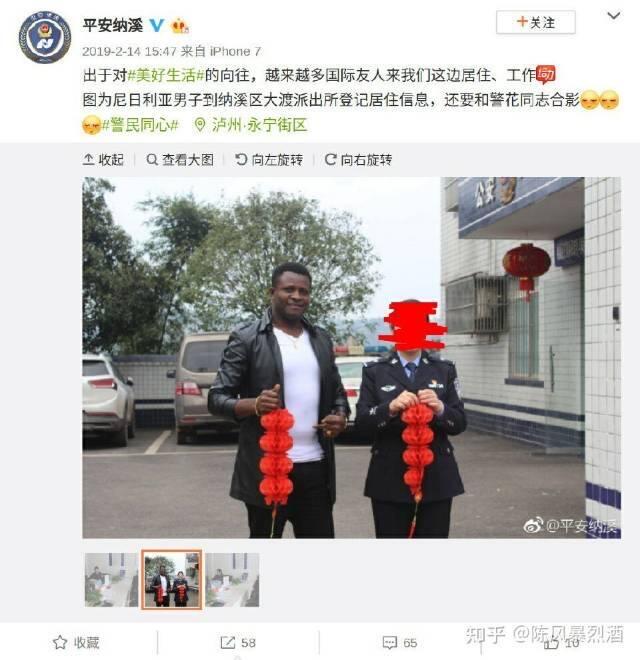 平安纳溪
+关注
2019-2-14 15:47 来自 iPhone 7
出于对#美好生活#的向往，越来越多国际友人来我们这边居住、工作
图为尼日利亚男子到纳溪区大渡派出所登记居住信息，还要和警花同志合影
#警民同心# 泸州·永宁街区
收起 查看大图 向左旋转 向右旋转
公安
@平安纳溪
收藏 58 65 10
知乎 @陈风暴烈酒